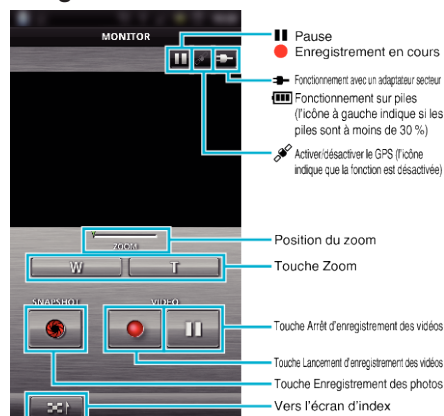 MONITOR
Pause
Enregistrement en cours
Fonctionnement avec un adaptateur secteur
Fonctionnement sur piles
(l'icône à gauche indique si les
piles sont à moins de 30 %)
Activer/désactiver le GPS (l'icône
indique que la fonction est désactivée)
Position du zoom
ZOOM
W
T
Touche Zoom
SNAPSHOT
VIDEO
Touche Arrêt d'enregistrement des vidéos
Touche Lancement d'enregistrement des vidéos
Touche Enregistrement des photos
Vers l'écran d'index